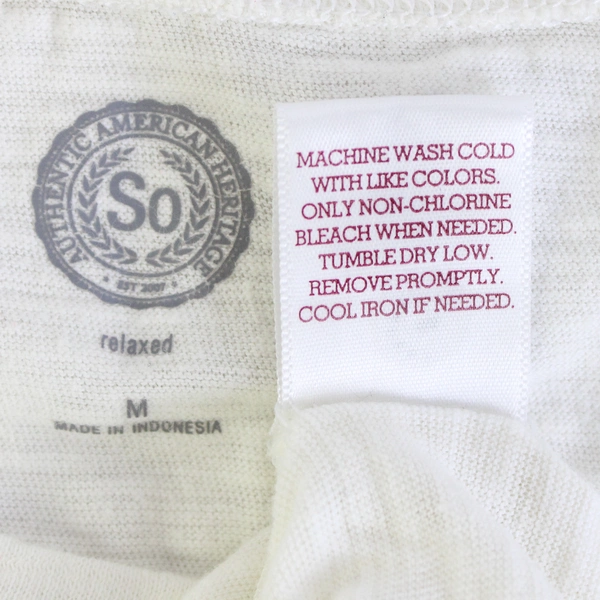 AUTHENTIC AMERICAN HERITAGE
So
EST 2007
relaxed
M
MADE IN INDONESIA
MACHINE WASH COLD
WITH LIKE COLORS.
ONLY NON-CHLORINE
BLEACH WHEN NEEDED.
TUMBLE DRY LOW.
REMOVE PROMPTLY.
COOL IRON IF NEEDED.